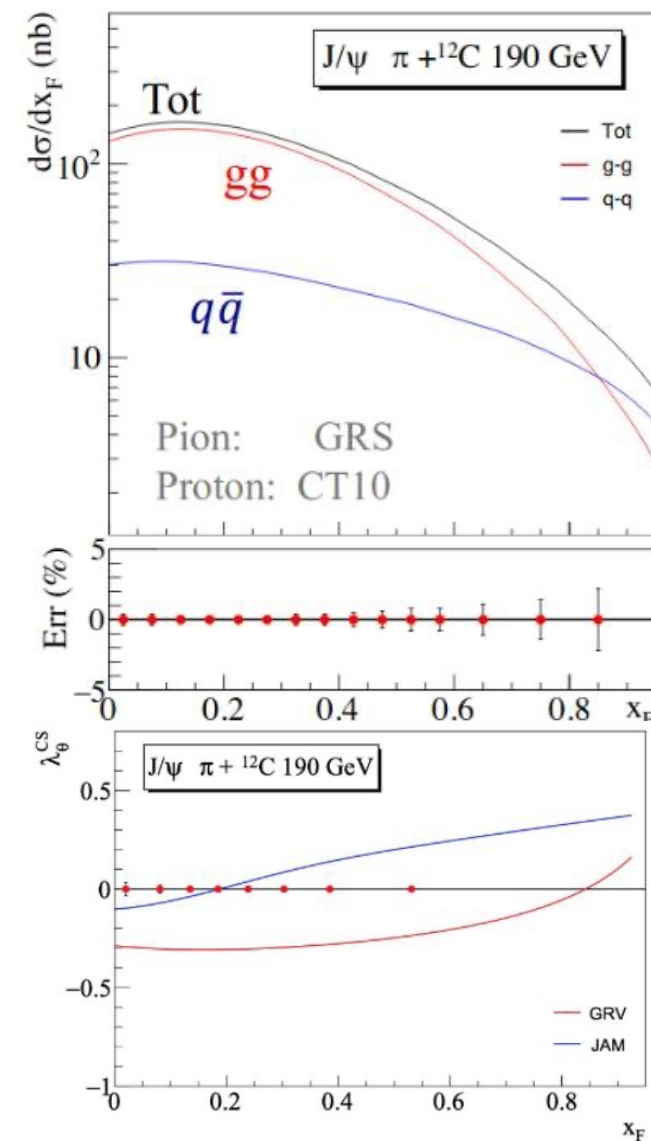 dσ/dx_F (nb)
J/ψ π +¹²C 190 GeV
Tot
gg
qq̄
Tot
g-g
q-q
10²
10
Pion: GRS
Proton: CT10
Err (%)
5
0
−5
0 0.2 0.4 0.6 0.8 x_F
λ_θ^CS
J/ψ π + ¹²C 190 GeV
0.5
0
−0.5
−1
GRV
JAM
0 0.2 0.4 0.6 0.8
x_F